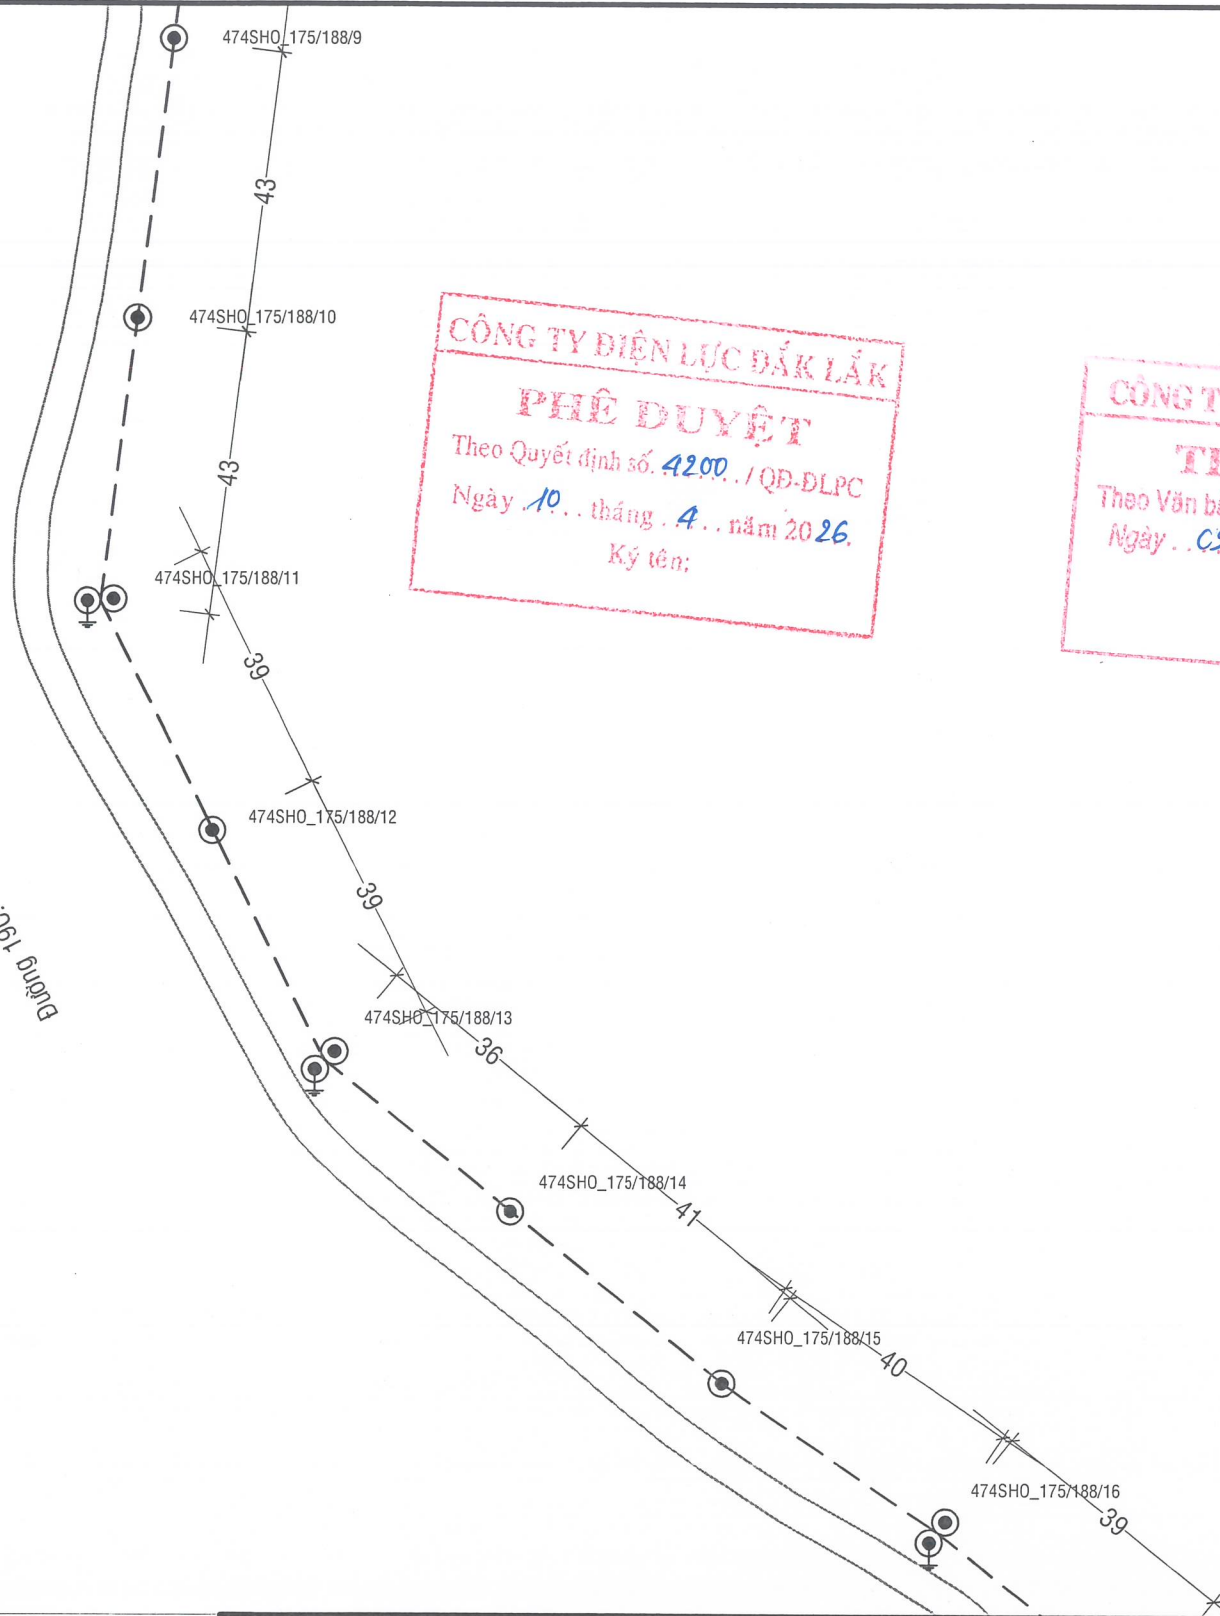 474SHO_175/188/9
43
474SHO_175/188/10
43
474SHO_175/188/11
39
474SHO_175/188/12
39
474SHO_175/188/13
36
474SHO_175/188/14
41
474SHO_175/188/15
40
474SHO_175/188/16
39
Đường
CÔNG TY ĐIỆN LỰC ĐẮK LẮK
PHÊ DUYỆT
Theo Quyết định số. 4200 ../ QĐ-ĐLPC
Ngày .10... tháng . 4 .. năm 2026.
Ký tên:
CÔNG T
Theo Văn b
Ngày ..